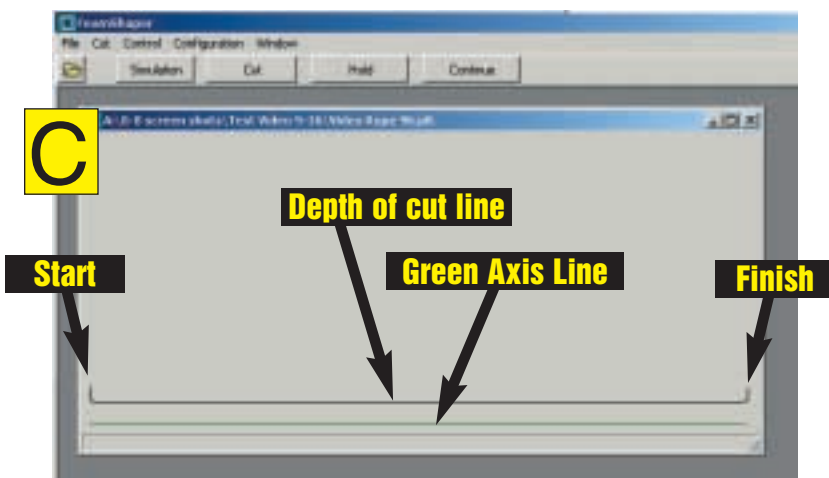 FoamShaper
File Cut Control Configuration Window
Simulation Cut Hold Continue
C
Depth of cut line
Green Axis Line
Start
Finish